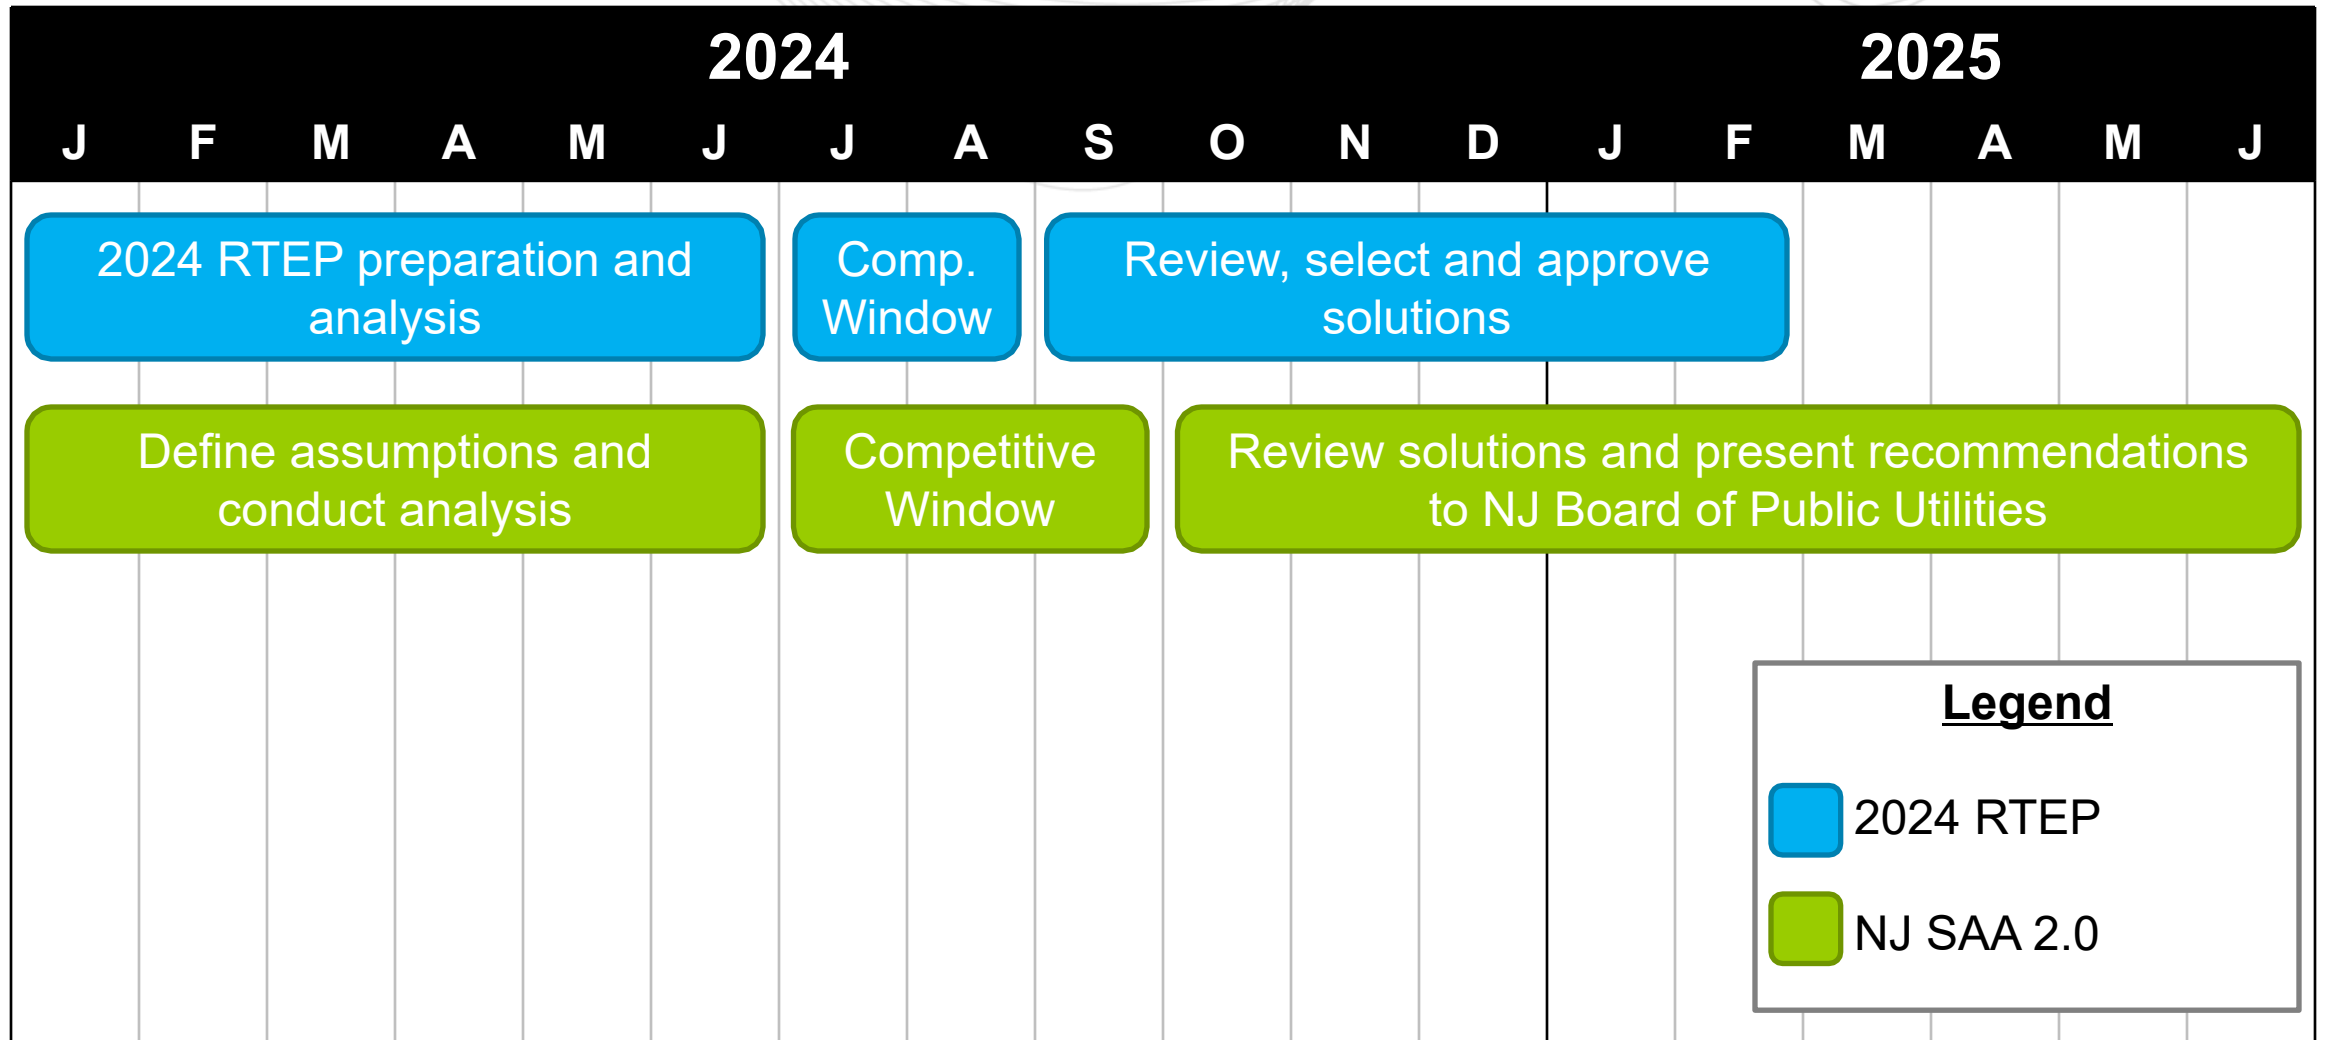 2024 2025
J F M A M J J A S O N D J F M A M J
2024 RTEP preparation and
analysis
Comp.
Window
Review, select and approve
solutions
Define assumptions and
conduct analysis
Competitive
Window
Review solutions and present recommendations
to NJ Board of Public Utilities
Legend
2024 RTEP
NJ SAA 2.0